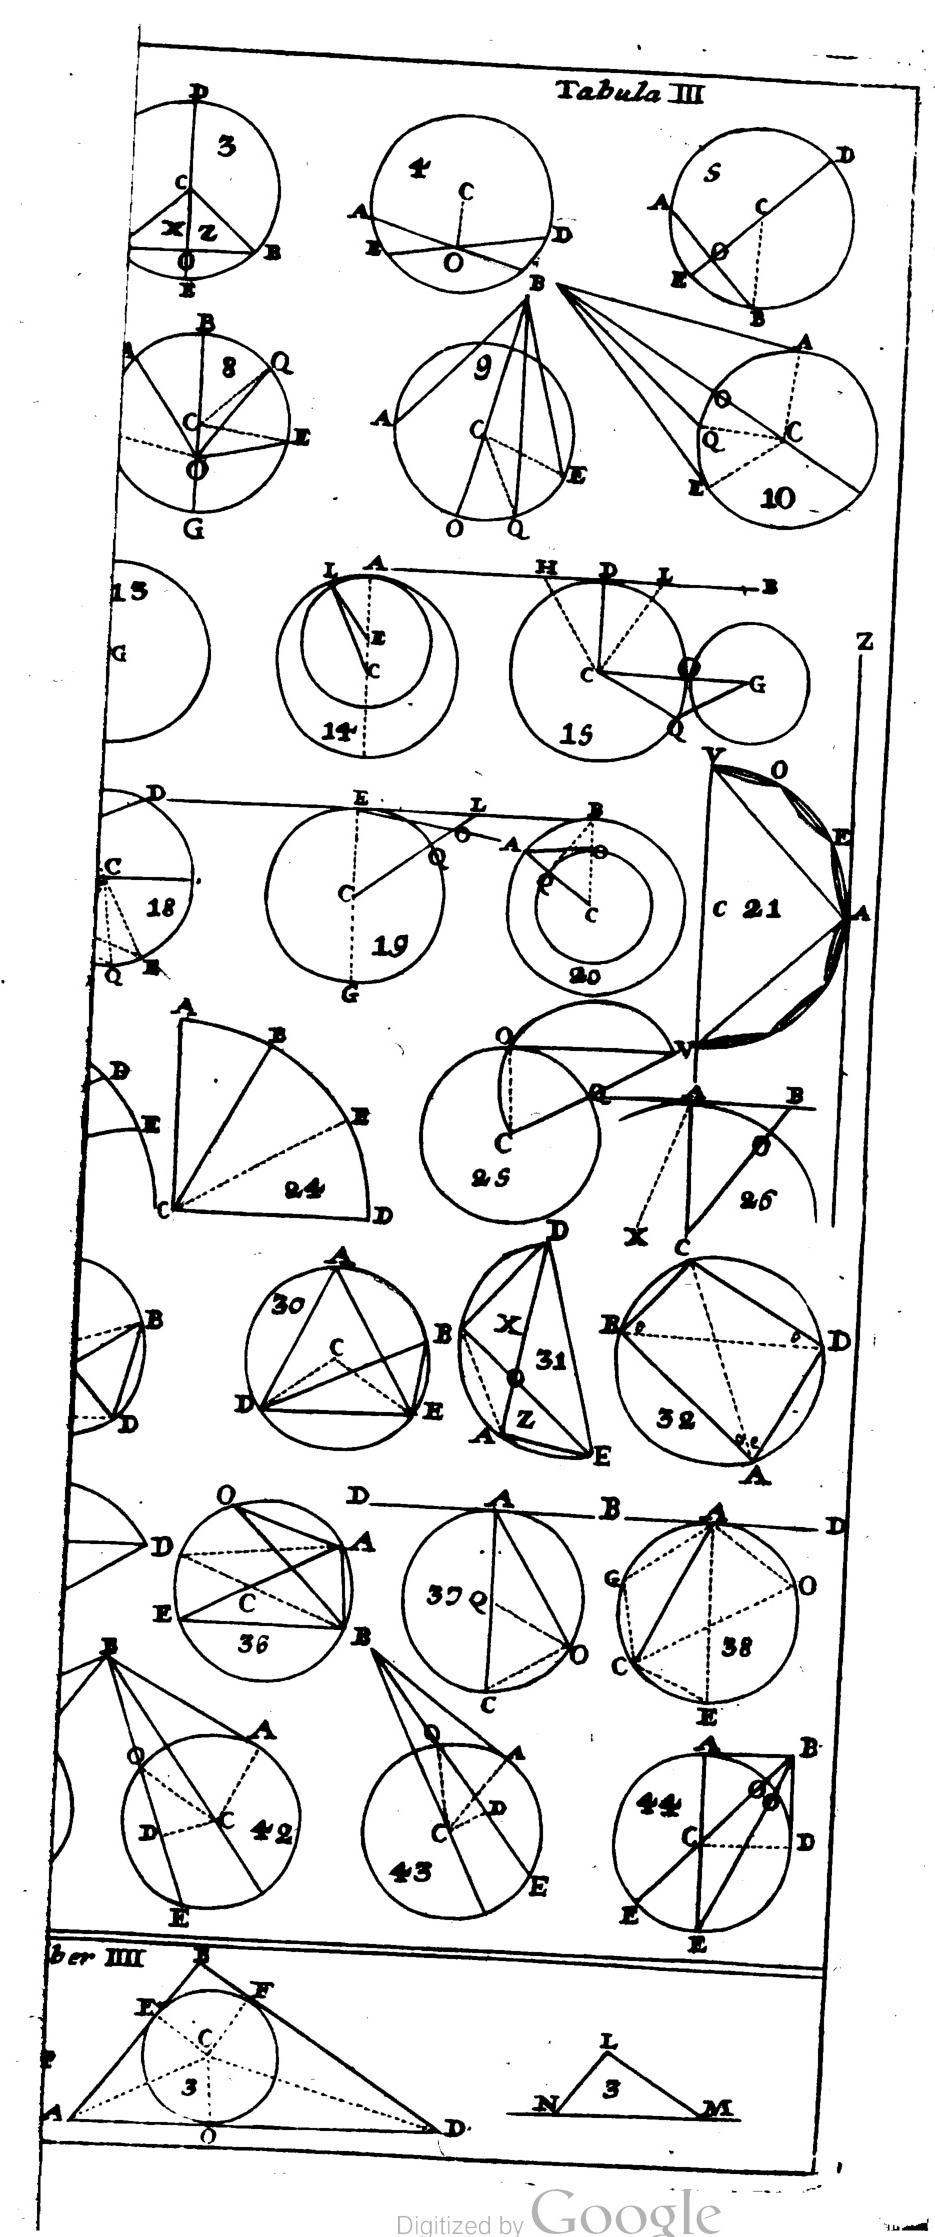 Tabula III
D
3
C
X Z
O
B
E
4
C
A
E
O
D
B
5
D
A
C
O
E
B
B
A
8
Q
C
E
O
G
9
A
C
E
O
Q
A
O
Q
C
E
10
13
G
L
A
E
C
14
H
D
L
B
C
O
G
Q
15
Z
V
O
E
A
C 21
V
D
C
18
Q
E
E
L
O
Q
C
19
G
B
A
O
Q
C
20
D
E
A
B
E
C
24
D
O
V
Q
C
25
A
B
O
26
X
C
B
D
A
30
C
B
D
E
D
X
31
O
Z
A
E
B
D
32
A
D
O
A
C
E
36
B
D
A
B
37 Q
O
C
A
D
G
O
C
38
E
B
A
O
C
D
42
E
B
O
A
D
C
43
E
A
B
44
O
O
C
D
E
E
ber IIII
B
E
F
C
P
3
A
O
D
L
N
3
M
Digitized by Google